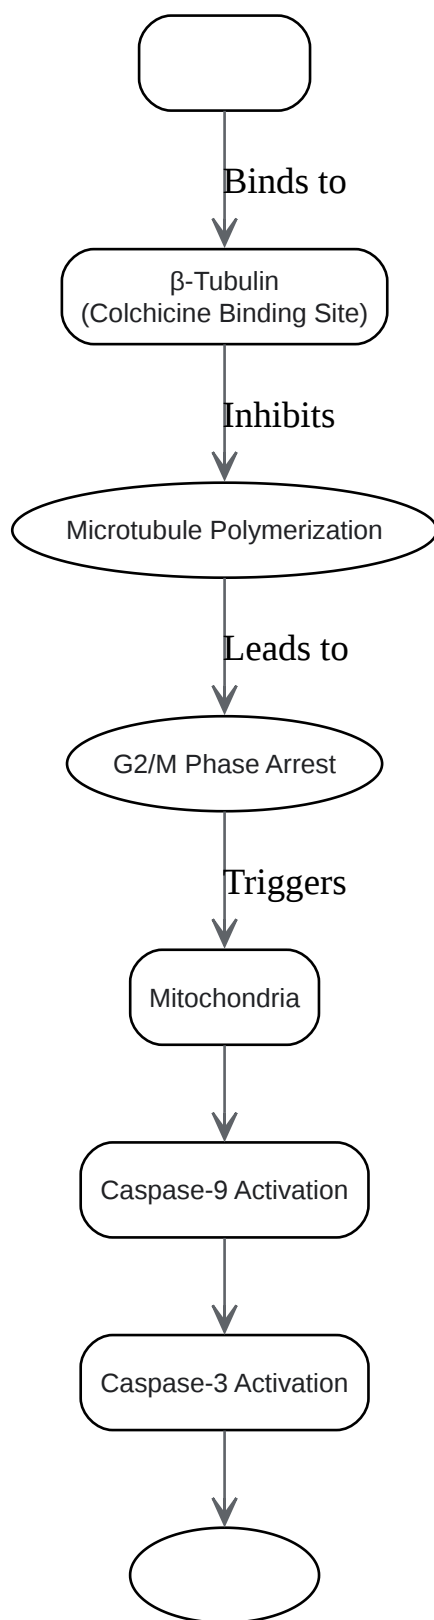 Binds to
β-Tubulin
(Colchicine Binding Site)
Inhibits
Microtubule Polymerization
Leads to
G2/M Phase Arrest
Triggers
Mitochondria
Caspase-9 Activation
Caspase-3 Activation